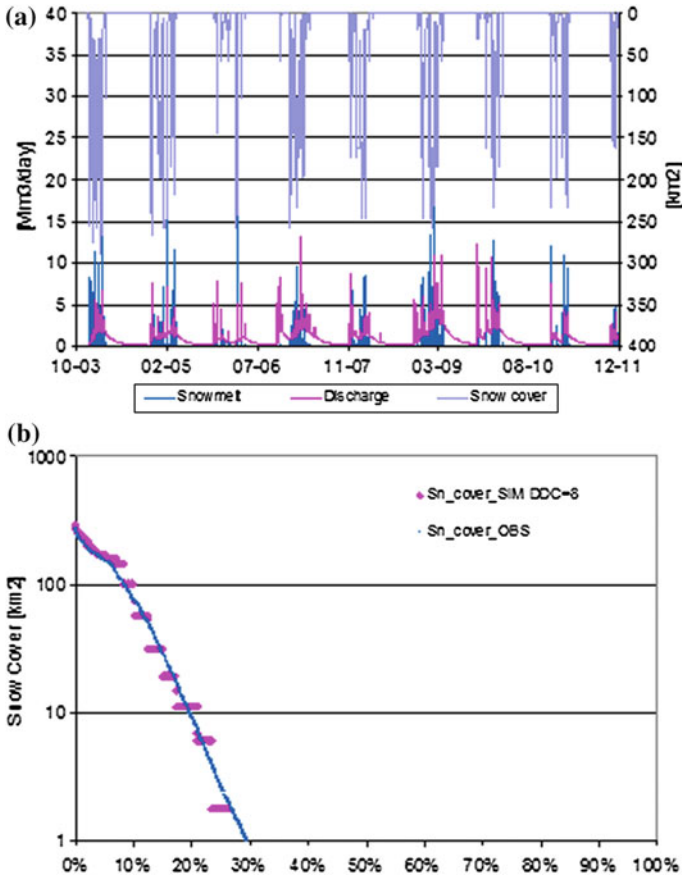 (a)
40 35 30 25 20 15 10 5 0
[Mm3/day]
0 50 100 150 200 250 300 350 400
[km2]
10-03 02-05 07-06 11-07 03-09 08-10 12-11
Snowmelt Discharge Snow cover
(b)
1000 100 10 1
Snow Cover [km2]
Sn_cover_SIM DDC=8
Sn_cover_OBS
0% 10% 20% 30% 40% 50% 60% 70% 80% 90% 100%